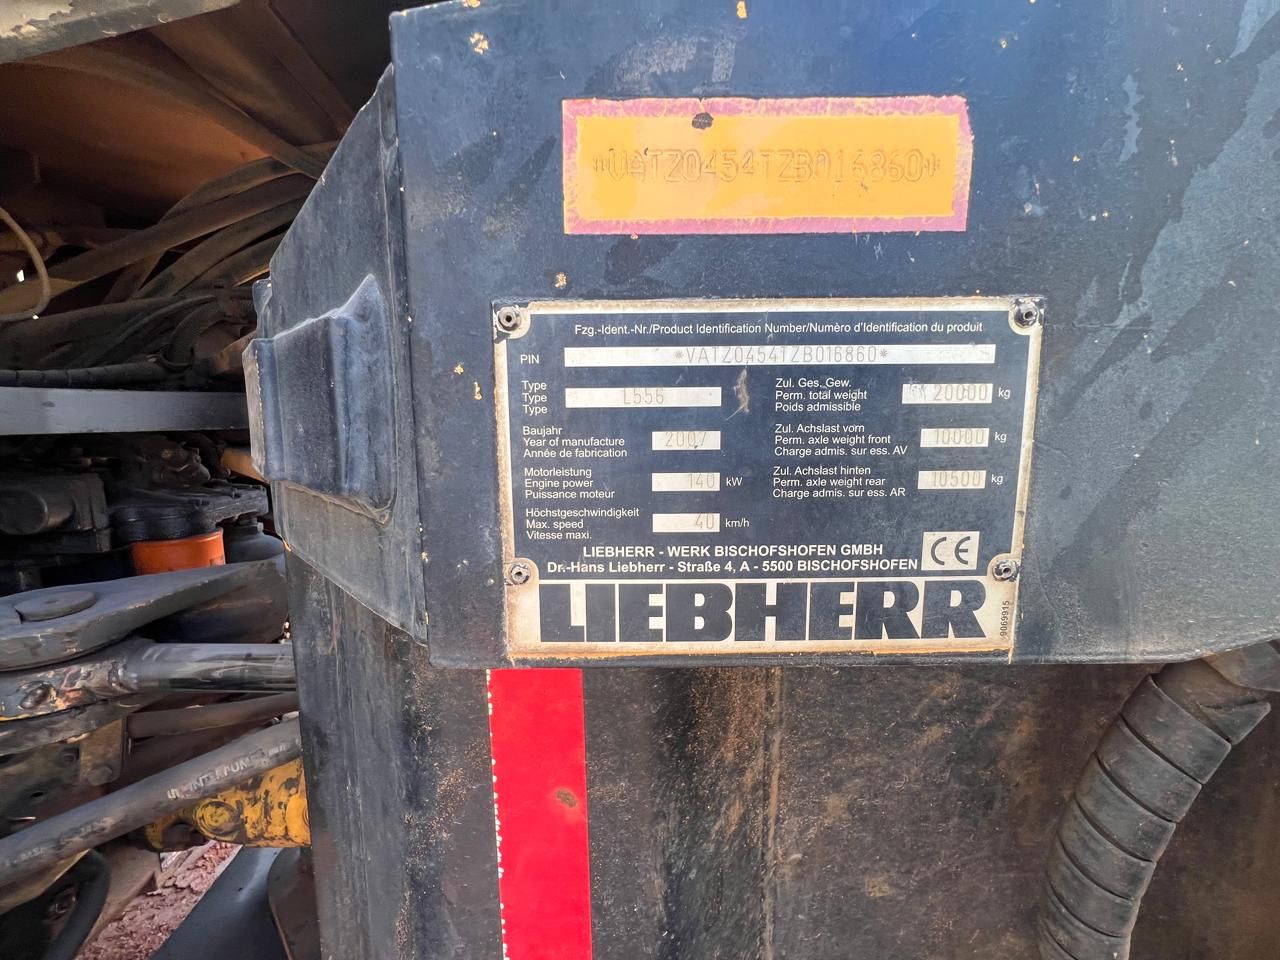 *VATZ0454TZB016860*
Fzg.-Ident.-Nr./Product Identification Number/Numèro d'Identification du produit
PIN *VATZ0454TZB016860*
Type
Type L556
Type
Zul. Ges. Gew.
Perm. total weight 20000 kg
Poids admissible
Baujahr
Year of manufacture 2007
Année de fabrication
Zul. Achslast vorn
Perm. axle weight front 10000 kg
Charge admis. sur ess. AV
Motorleistung
Engine power 140 kW
Puissance moteur
Zul. Achslast hinten
Perm. axle weight rear 10500 kg
Charge admis. sur ess. AR
Höchstgeschwindigkeit
Max. speed 40 km/h
Vitesse maxi.
LIEBHERR - WERK BISCHOFSHOFEN GMBH
Dr.-Hans Liebherr - Straße 4, A - 5500 BISCHOFSHOFEN
CE
LIEBHERR
9069915
INTERPUMP